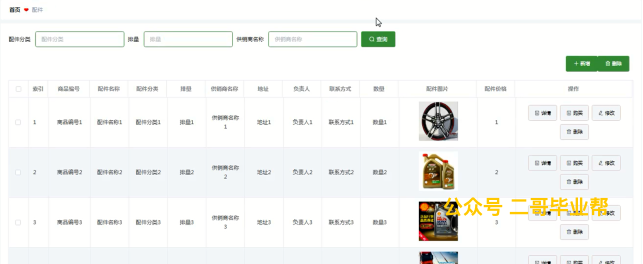 首页 配件
配件分类 配件分类 排量 排量 供销商名称 供销商名称 查询
新增 删除
索引 商品编号 配件名称 配件分类 排量 供销商名称 地址 负责人 联系方式 数量 配件图片 配件价格 操作
1 商品编号1 配件名称1 配件分类1 排量1 供销商名称1 地址1 负责人1 联系方式1 数量1 1 详情 购买 修改
删除
2 商品编号2 配件名称2 配件分类2 排量2 供销商名称2 地址2 负责人2 联系方式2 数量2 2 详情 购买 修改
删除
公众号 二哥毕业帮
3 商品编号3 配件名称3 配件分类3 排量3 供销商名称3 地址3 负责人3 联系方式3 数量3 3 详情 购买 修改
删除
详情 购买 修改